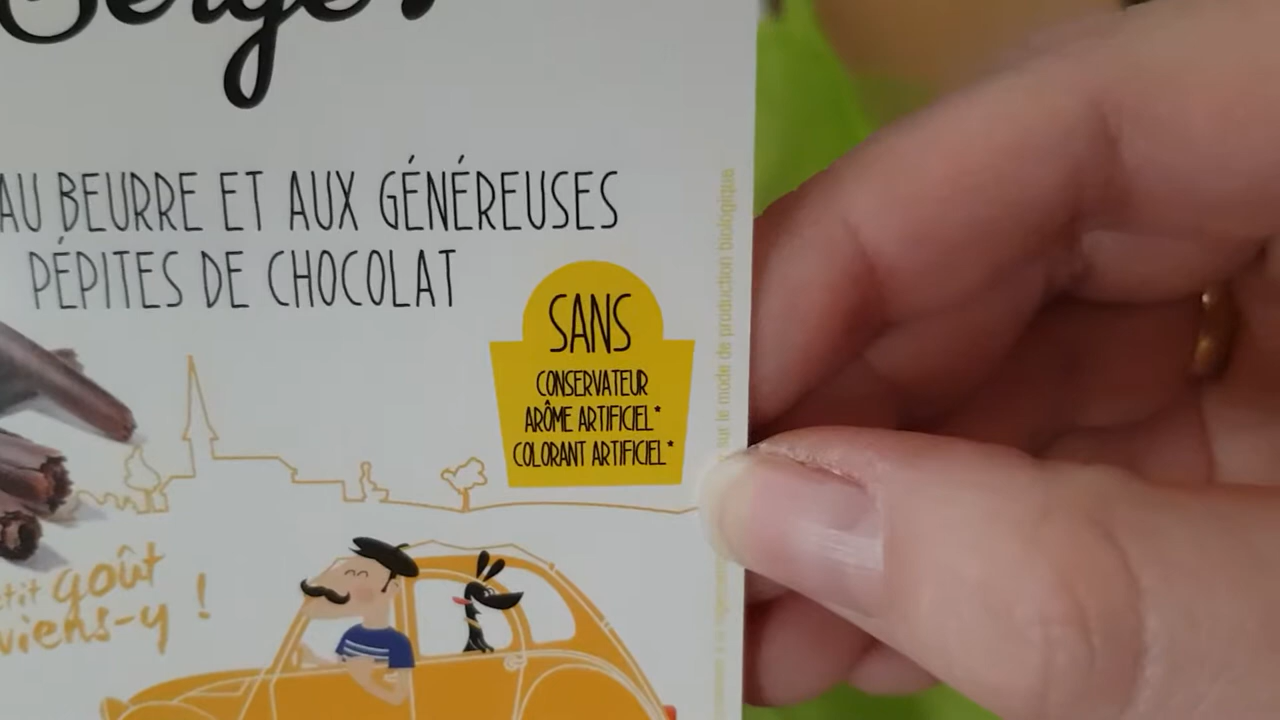 AU BEURRE ET AUX GÉNÉREUSES
PÉPITES DE CHOCOLAT
SANS
CONSERVATEUR
ARÔME ARTIFICIEL*
COLORANT ARTIFICIEL*
goût
viens-y !
sur le mode de production biologique